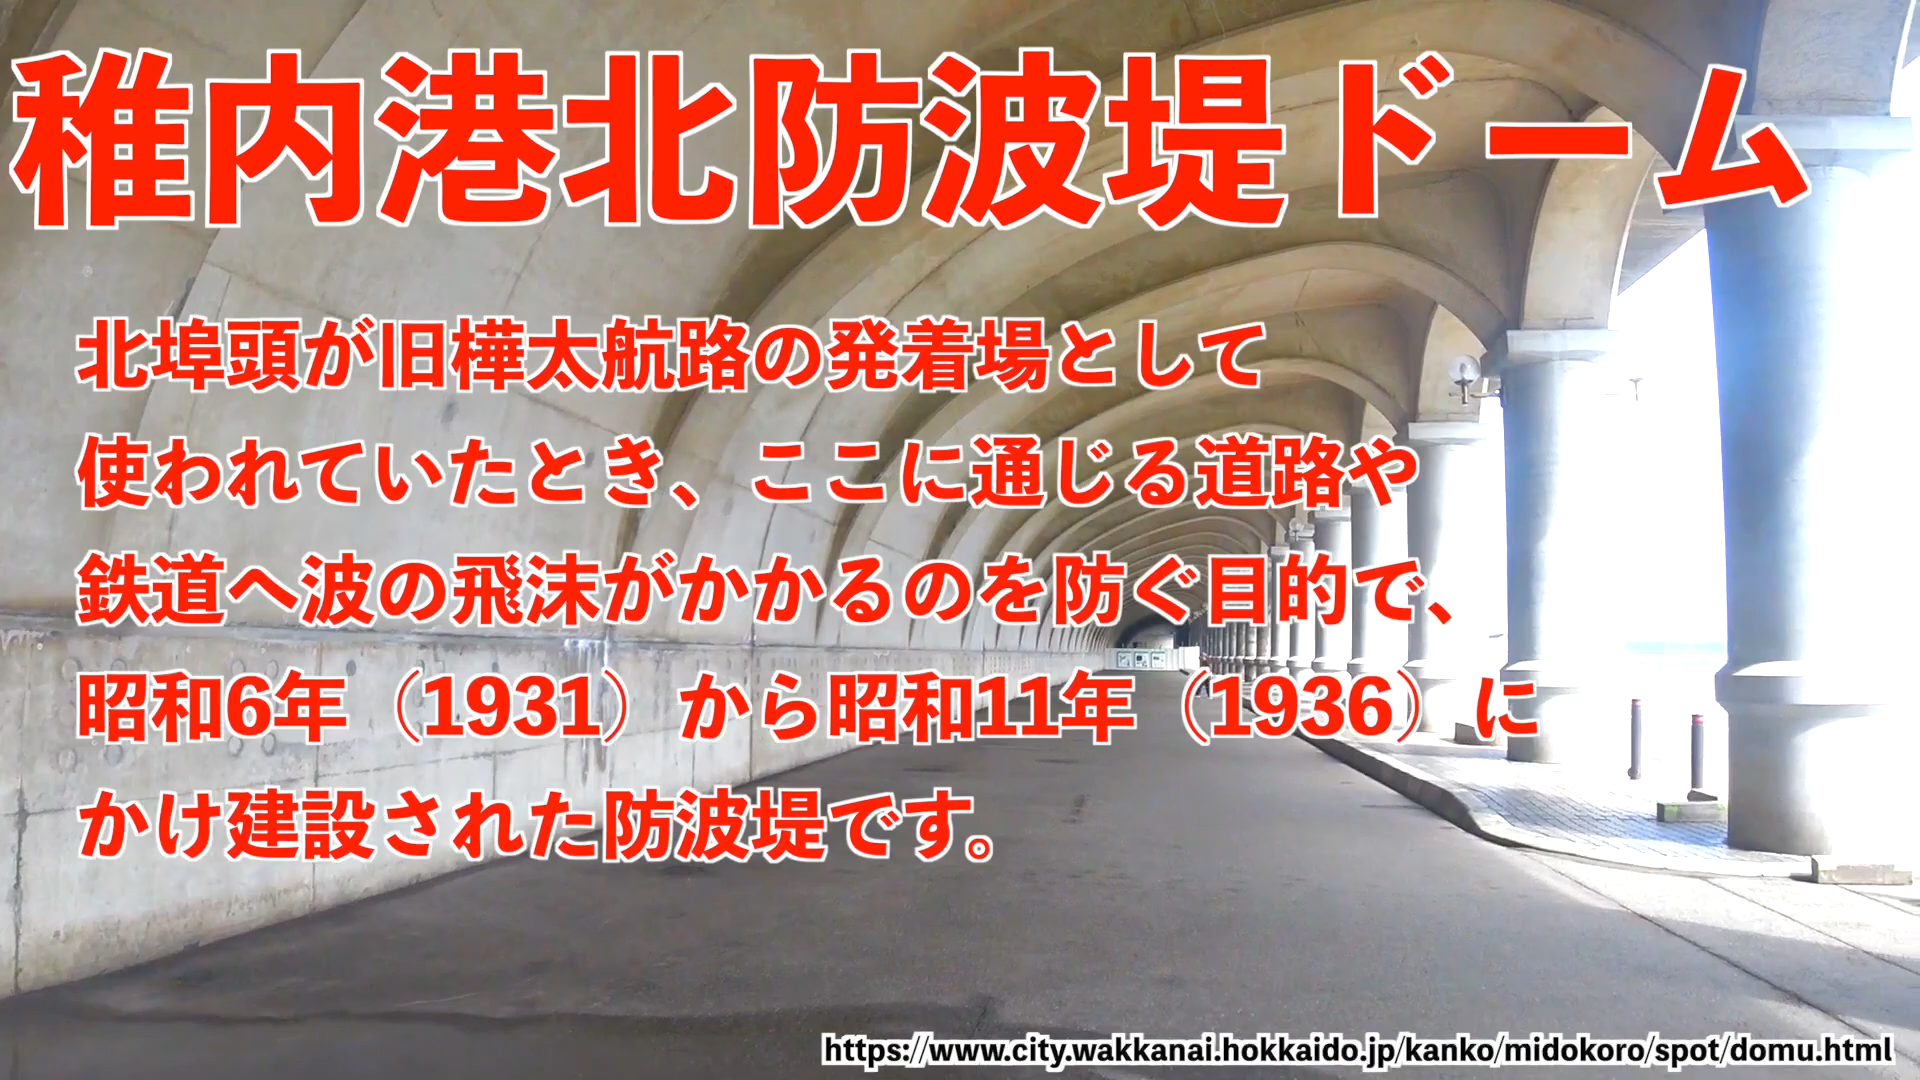 稚内港北防波堤ドーム
北埠頭が旧樺太航路の発着場として
使われていたとき、ここに通じる道路や
鉄道へ波の飛沫がかかるのを防ぐ目的で、
昭和6年（1931）から昭和11年（1936）に
かけ建設された防波堤です。
https://www.city.wakkanai.hokkaido.jp/kanko/midokoro/spot/domu.html